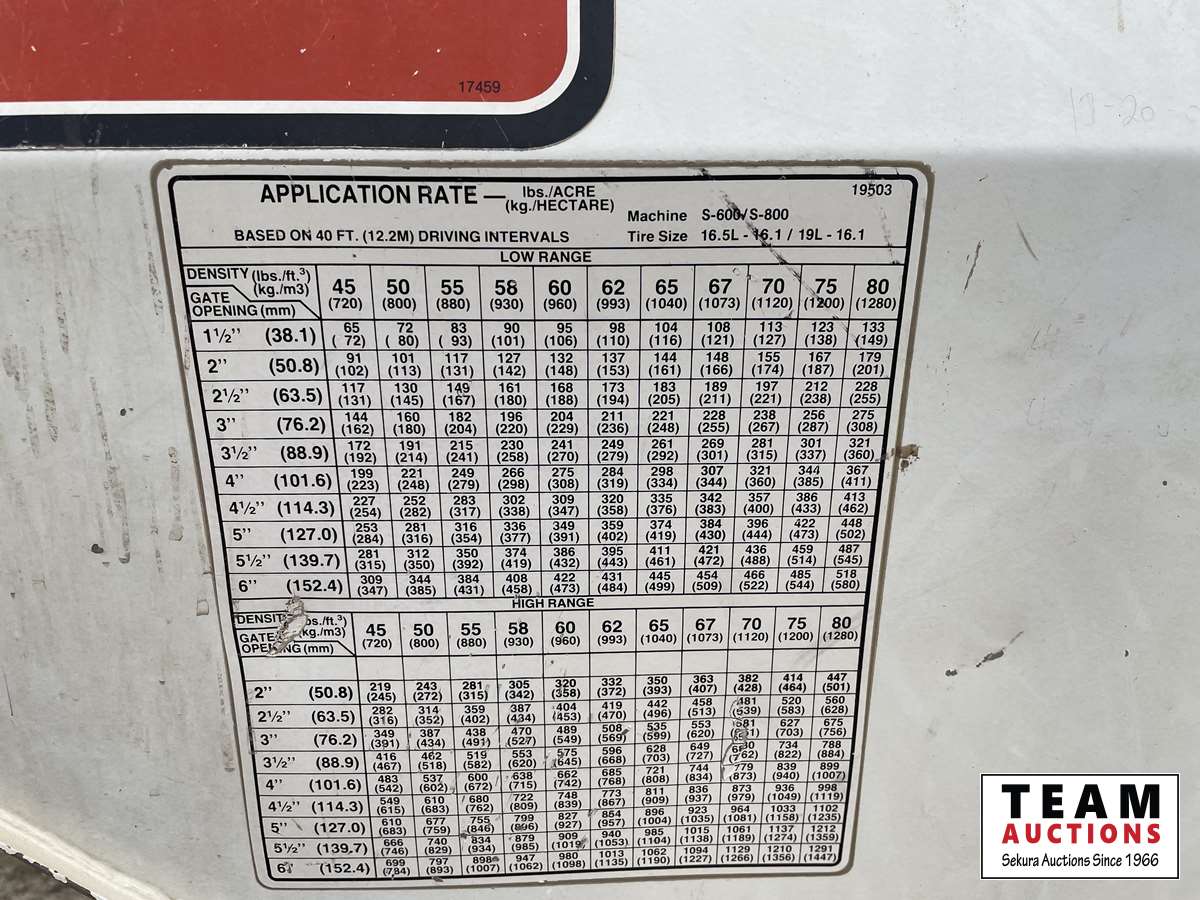 17459
APPLICATION RATE — lbs./ACRE
(kg./HECTARE)
19503
Machine S-600/S-800
BASED ON 40 FT. (12.2M) DRIVING INTERVALS
Tire Size 16.5L - 16.1 / 19L - 16.1
LOW RANGE
DENSITY (lbs./ft.³)
(kg./m3)
GATE
OPENING (mm)
45 50 55 58 60 62 65 67 70 75 80
(720) (800) (880) (930) (960) (993) (1040) (1073) (1120) (1200) (1280)
1½" (38.1)
65 72 83 90 95 98 104 108 113 123 133
( 72) ( 80) ( 93) (101) (106) (110) (116) (121) (127) (138) (149)
2" (50.8)
91 101 117 127 132 137 144 148 155 167 179
(102) (113) (131) (142) (148) (153) (161) (166) (174) (187) (201)
2½" (63.5)
117 130 149 161 168 173 183 189 197 212 228
(131) (145) (167) (180) (188) (194) (205) (211) (221) (238) (255)
3" (76.2)
144 160 182 196 204 211 221 228 238 256 275
(162) (180) (204) (220) (229) (236) (248) (255) (267) (287) (308)
3½" (88.9)
172 191 215 230 241 249 261 269 281 301 321
(192) (214) (241) (258) (270) (279) (292) (301) (315) (337) (360)
4" (101.6)
199 221 249 266 275 284 298 307 321 344 367
(223) (248) (279) (298) (308) (319) (334) (344) (360) (385) (411)
4½" (114.3)
227 252 283 302 309 320 335 342 357 386 413
(254) (282) (317) (338) (347) (358) (376) (383) (400) (433) (462)
5" (127.0)
253 281 316 336 349 359 374 384 396 422 448
(284) (316) (354) (377) (391) (402) (419) (430) (444) (473) (502)
5½" (139.7)
281 312 350 374 386 395 411 421 436 459 487
(315) (350) (392) (419) (432) (443) (461) (472) (488) (514) (545)
6" (152.4)
309 344 384 408 422 431 445 454 466 485 518
(347) (385) (431) (458) (473) (484) (499) (509) (522) (544) (580)
HIGH RANGE
(kg./m3)
GATE
(mm)
45 50 55 58 60 62 65 67 70 75 80
(720) (800) (880) (930) (960) (993) (1040) (1073) (1120) (1200) (1280)
2" (50.8)
219 243 281 305 320 332 350 363 382 414 447
(245) (272) (315) (342) (358) (372) (393) (407) (428) (464) (501)
2½" (63.5)
282 314 359 387 404 419 442 458 481 520 560
(316) (352) (402) (434) (453) (470) (496) (513) (539) (583) (628)
3" (76.2)
349 387 438 470 489 508 535 553 627 675
(391) (434) (491) (527) (549) (569) (599) (620) (703) (756)
3½" (88.9)
416 462 519 553 575 596 628 649 734 788
(467) (518) (582) (620) (645) (668) (703) (727) (822) (884)
4" (101.6)
483 537 600 638 662 685 721 744 779 839 899
(542) (602) (672) (715) (742) (768) (808) (834) (873) (940) (1007)
4½" (114.3)
549 610 680 722 748 773 811 836 873 936 998
(615) (683) (762) (809) (839) (867) (909) (937) (979) (1049) (1119)
5" (127.0)
610 677 755 799 827 854 896 923 964 1033 1102
(683) (759) (846) (896) (927) (957) (1004) (1035) (1081) (1158) (1235)
5½" (139,7)
666 740 834 879 909 940 985 1015 1061 1137 1212
(746) (829) (934) (985) (1019) (1053) (1104) (1138) (1189) (1274) (1359)
6" (152.4)
699 797 898 947 980 1013 1062 1094 1129 1210 1291
(784) (893) (1007) (1062) (1098) (1135) (1190) (1227) (1266) (1356) (1447)
TEAM
AUCTIONS
Sekura Auctions Since 1966